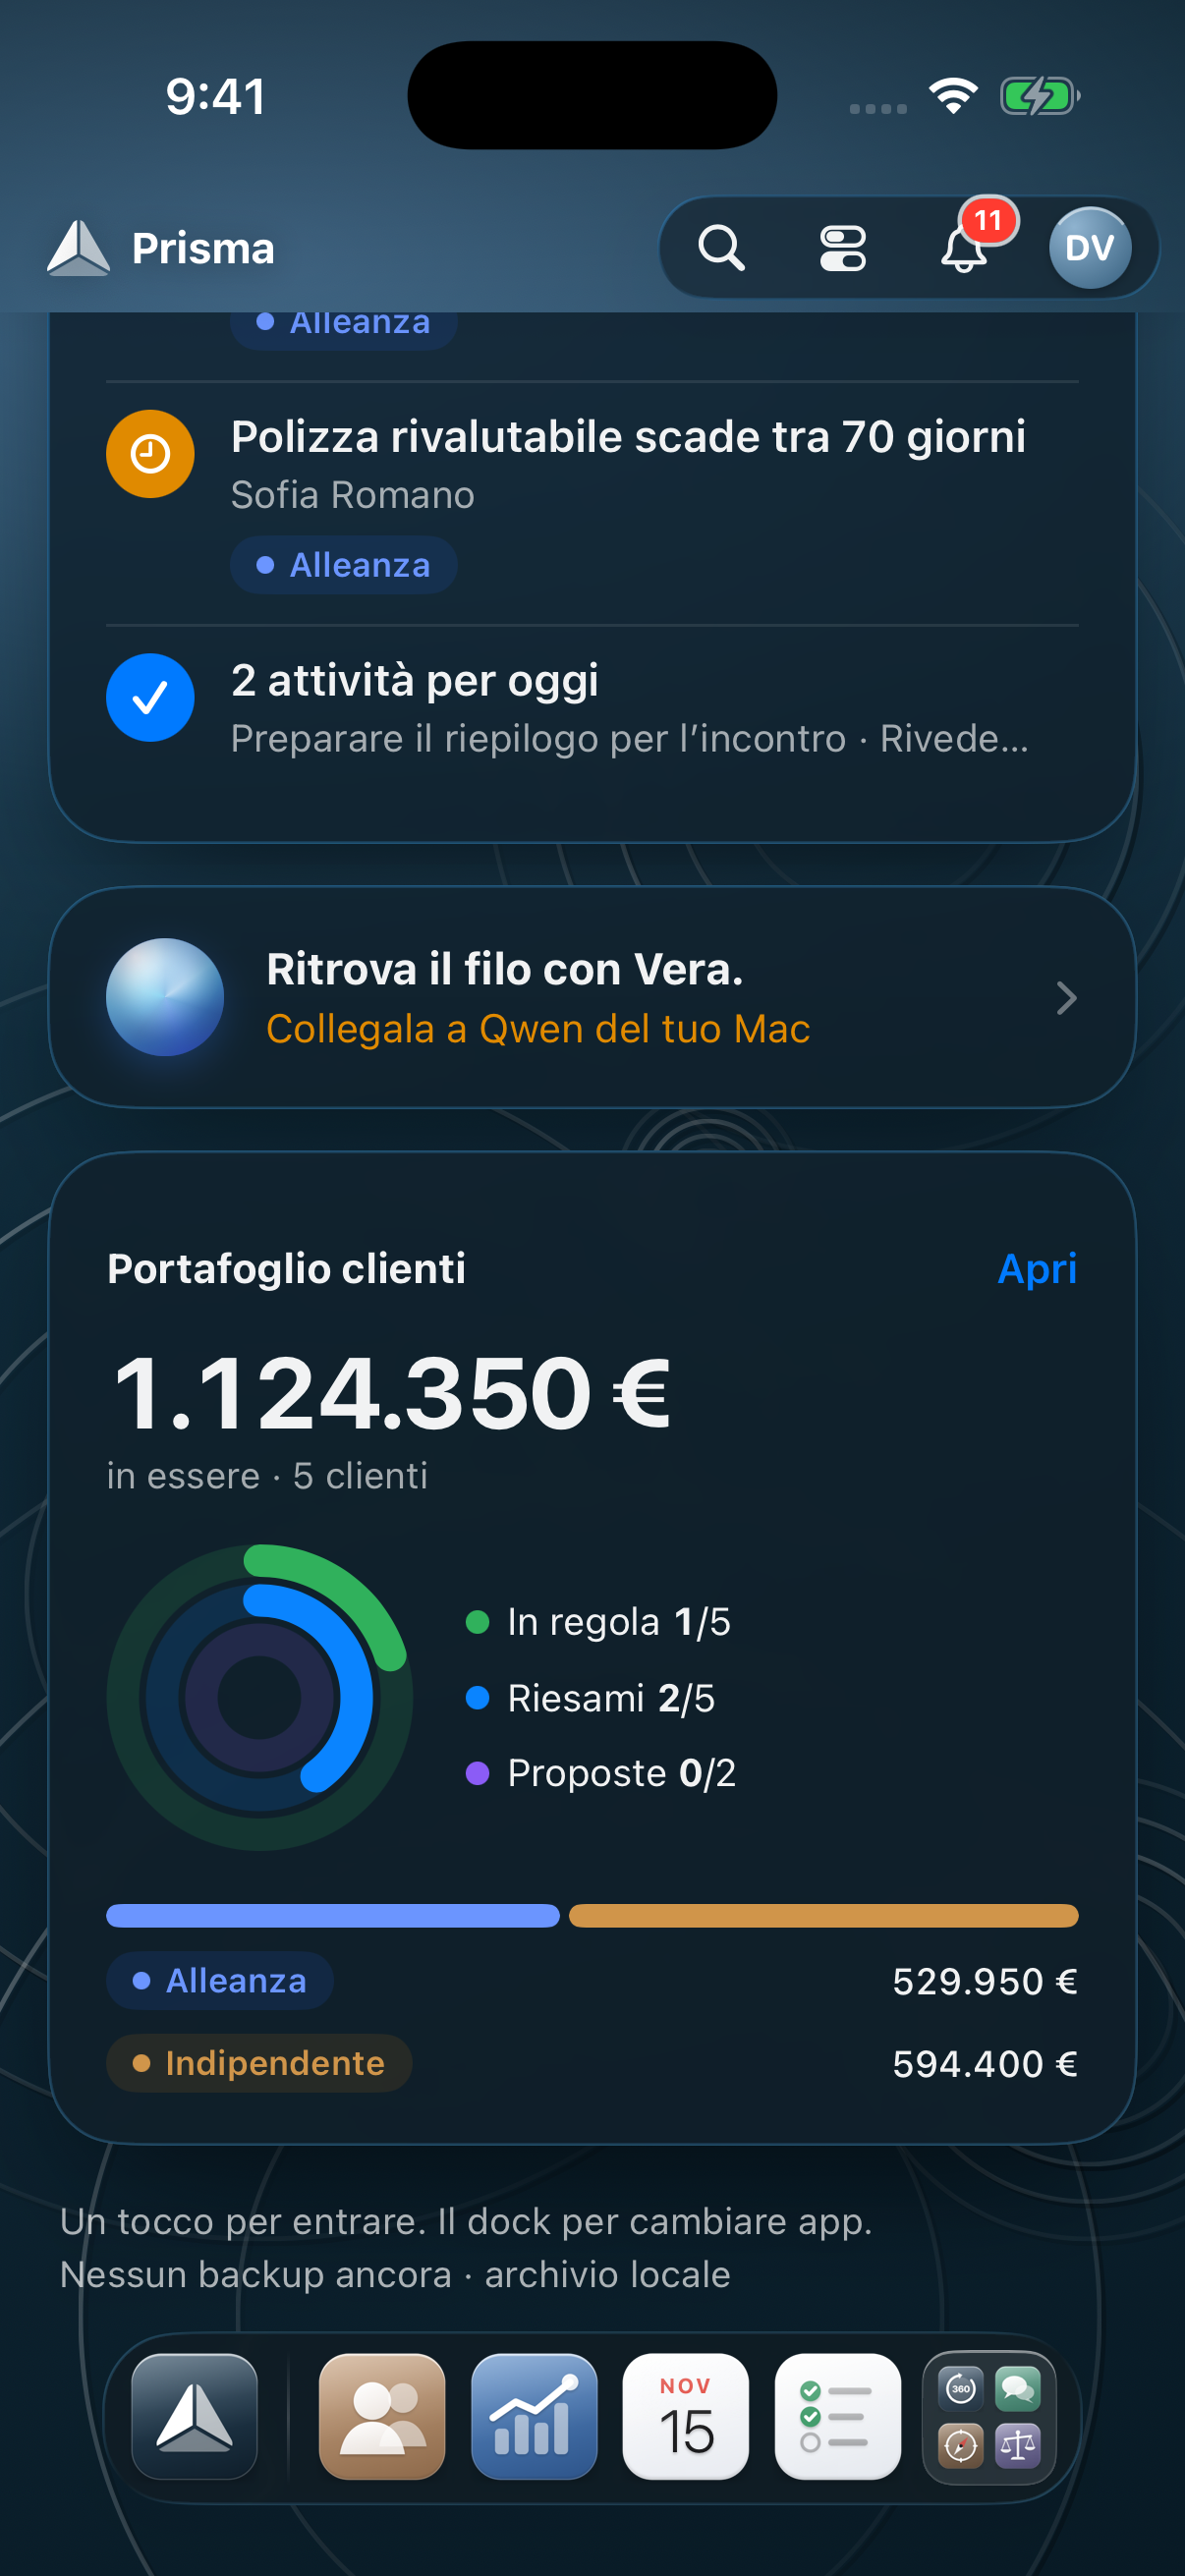 9:41
Prisma
11
DV
Alleanza
Polizza rivalutabile scade tra 70 giorni
Sofia Romano
Alleanza
2 attività per oggi
Preparare il riepilogo per l’incontro · Rivede...
Ritrova il filo con Vera.
Collegala a Qwen del tuo Mac
Portafoglio clienti
Apri
1.124.350 €
in essere · 5 clienti
In regola 1/5
Riesami 2/5
Proposte 0/2
Alleanza
529.950 €
Indipendente
594.400 €
Un tocco per entrare. Il dock per cambiare app.
Nessun backup ancora · archivio locale
NOV
15
360